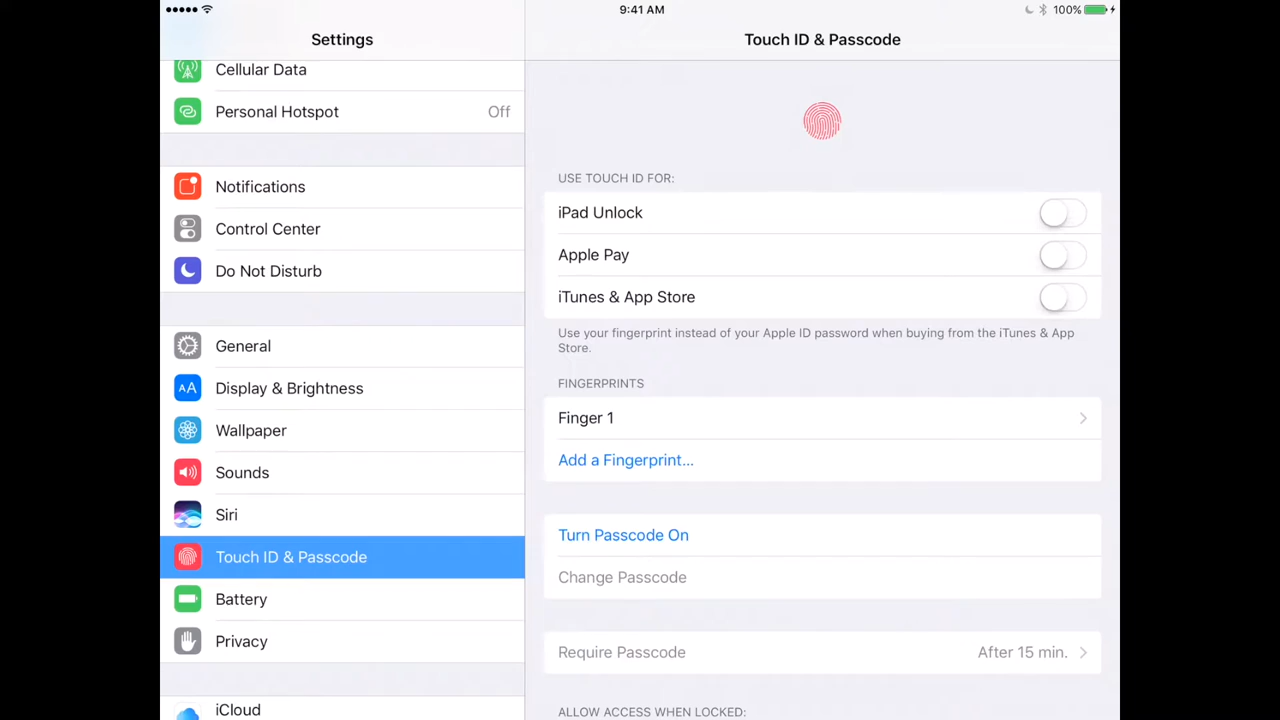 9:41 AM
100%
Settings
Touch ID & Passcode
Cellular Data
Personal Hotspot Off
Notifications
Control Center
Do Not Disturb
General
AA Display & Brightness
Wallpaper
Sounds
Siri
Touch ID & Passcode
Battery
Privacy
iCloud
USE TOUCH ID FOR:
iPad Unlock
Apple Pay
iTunes & App Store
Use your fingerprint instead of your Apple ID password when buying from the iTunes & App
Store.
FINGERPRINTS
Finger 1
Add a Fingerprint...
Turn Passcode On
Change Passcode
Require Passcode After 15 min.
ALLOW ACCESS WHEN LOCKED: